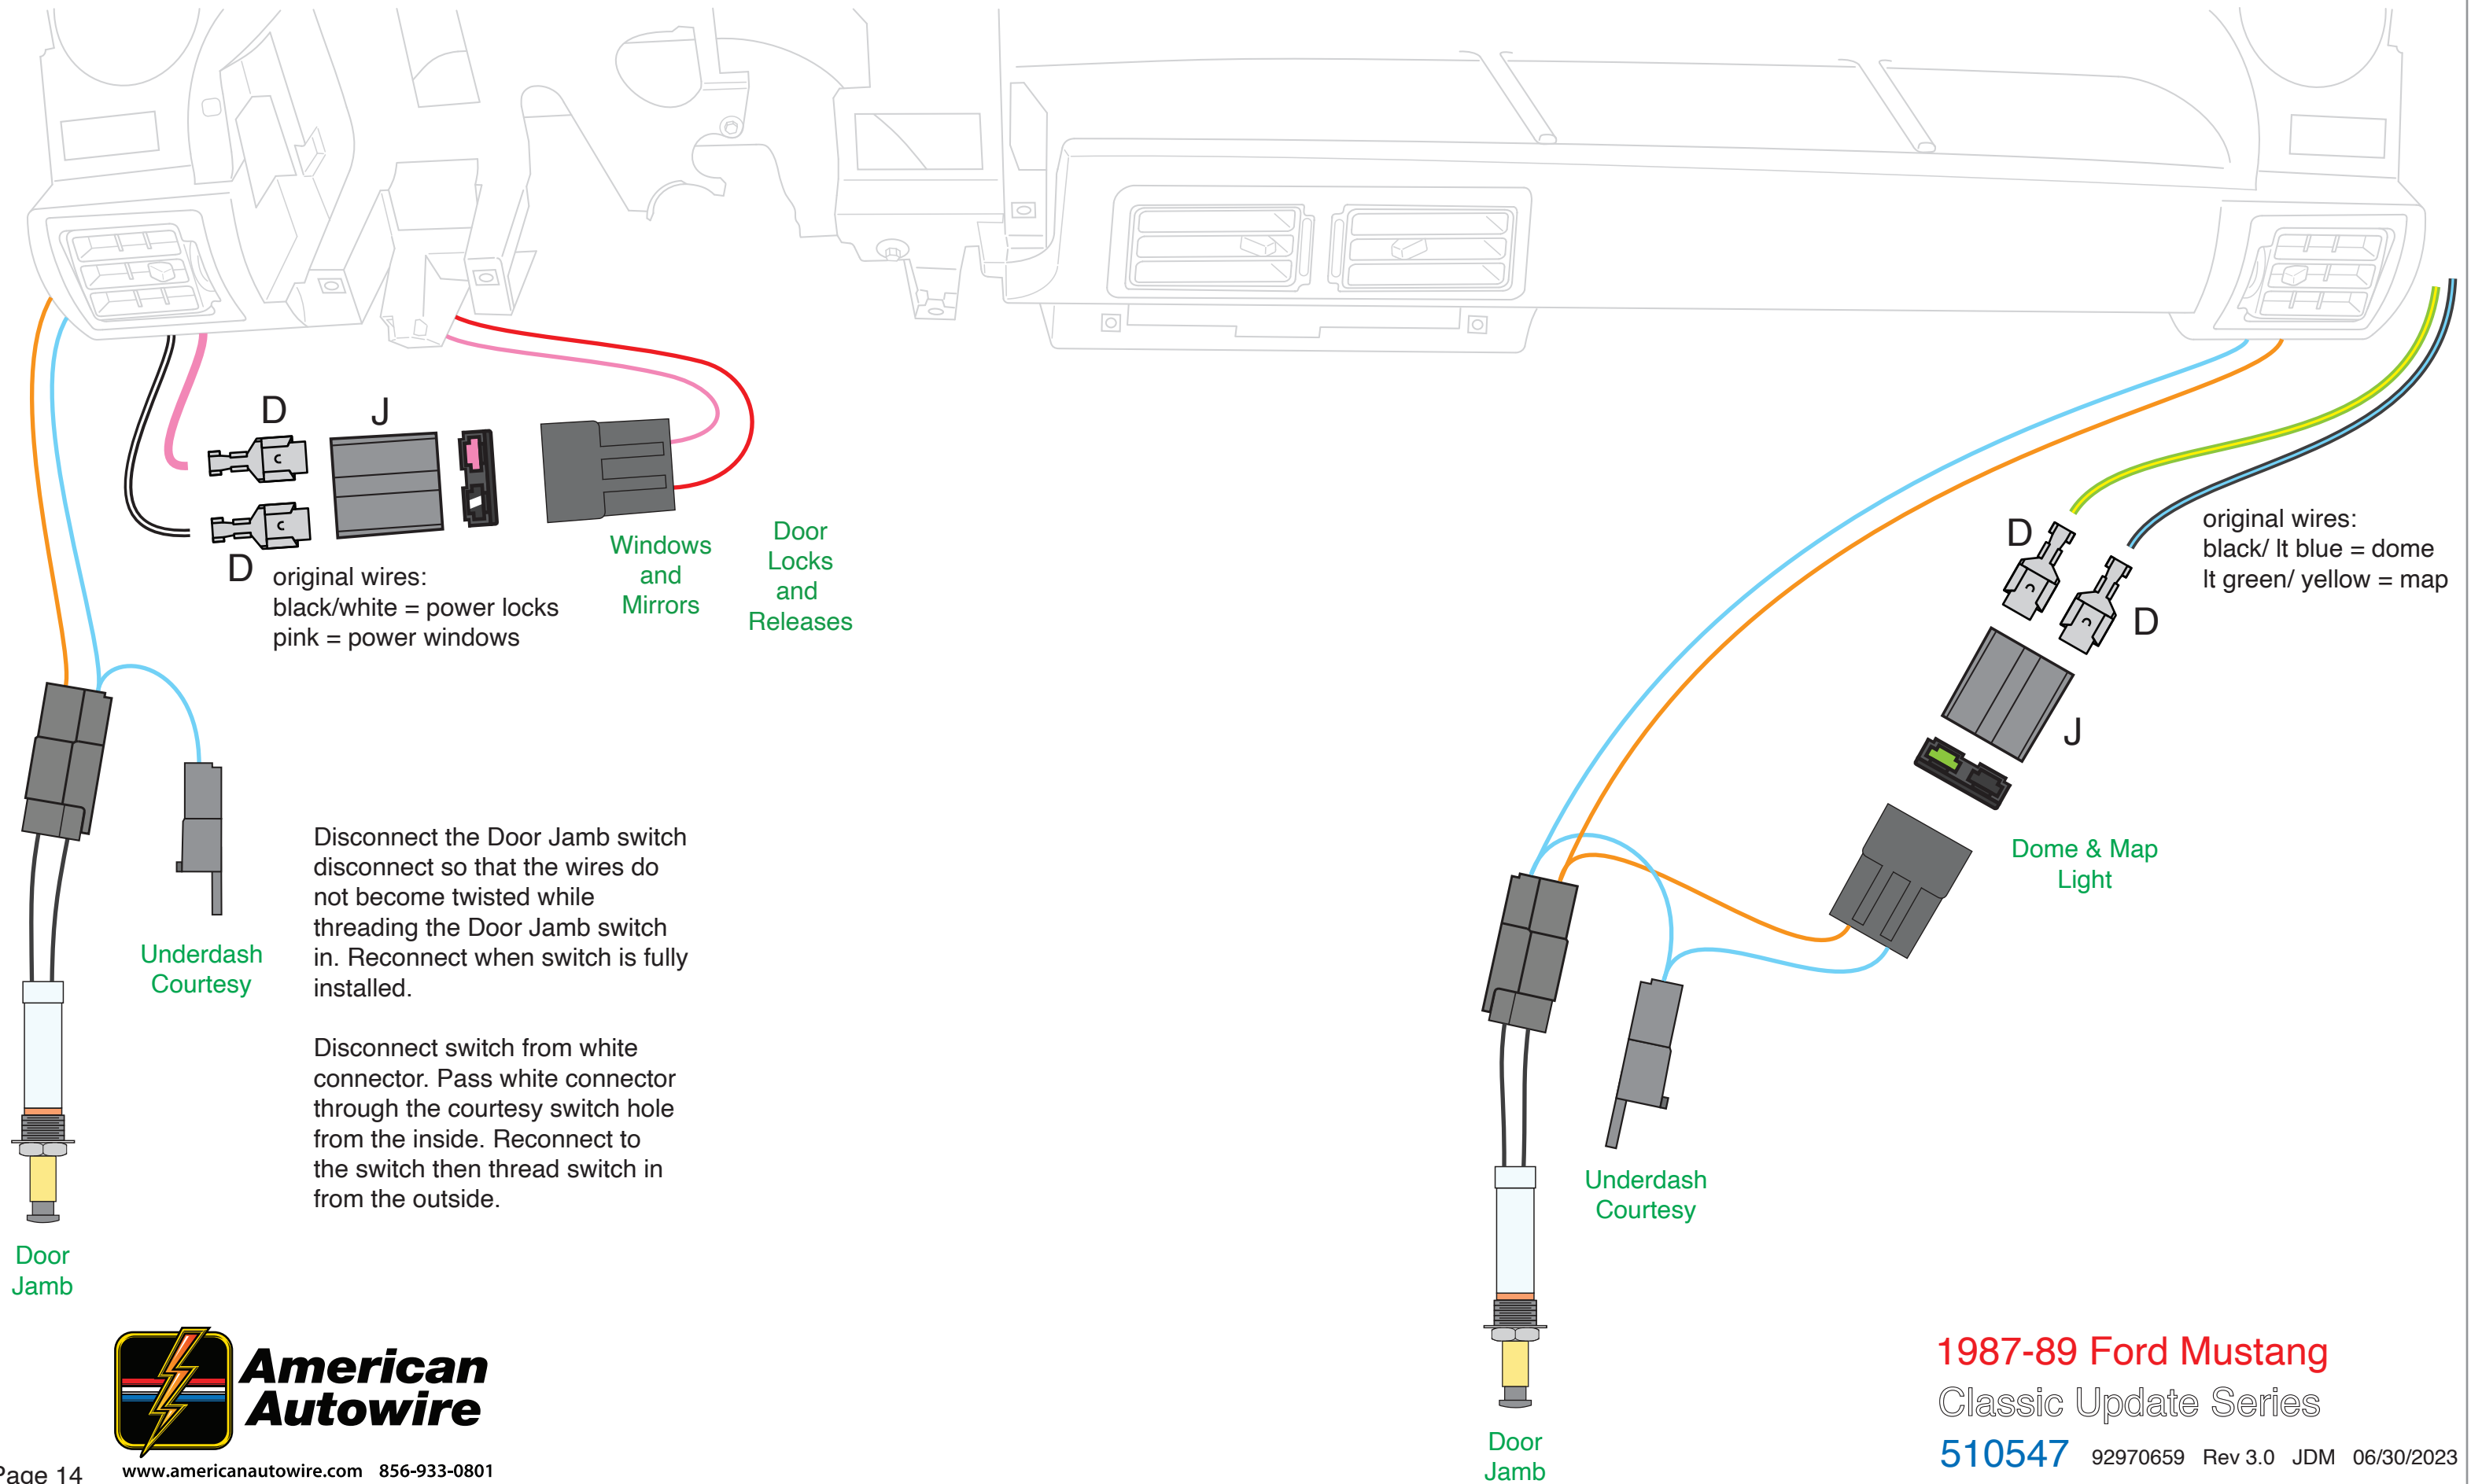 D
J
D
original wires:
black/white = power locks
pink = power windows
Windows
and
Mirrors
Door
Locks
and
Releases
D
D
original wires:
black/ lt blue = dome
lt green/ yellow = map
J
Dome & Map
Light
Underdash
Courtesy
Door
Jamb
Disconnect the Door Jamb switch
disconnect so that the wires do
not become twisted while
threading the Door Jamb switch
in. Reconnect when switch is fully
installed.
Disconnect switch from white
connector. Pass white connector
through the courtesy switch hole
from the inside. Reconnect to
the switch then thread switch in
from the outside.
Underdash
Courtesy
Door
Jamb
American
Autowire
www.americanautowire.com 856-933-0801
Page 14
1987-89 Ford Mustang
Classic Update Series
510547 92970659 Rev 3.0 JDM 06/30/2023